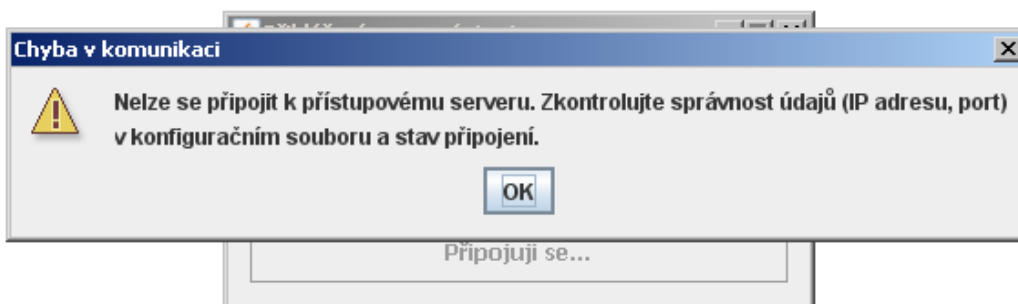 Chyba v komunikaci
Nelze se připojit k přístupovému serveru. Zkontrolujte správnost údajů (IP adresu, port)
v konfiguračním souboru a stav připojení.
OK
Připojuji se...